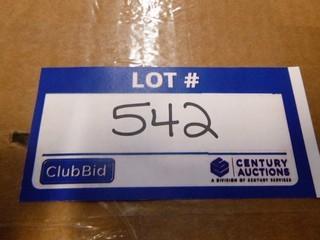 LOT #
542
ClubBid
CENTURY
AUCTIONS
A DIVISION OF CENTURY SERVICES